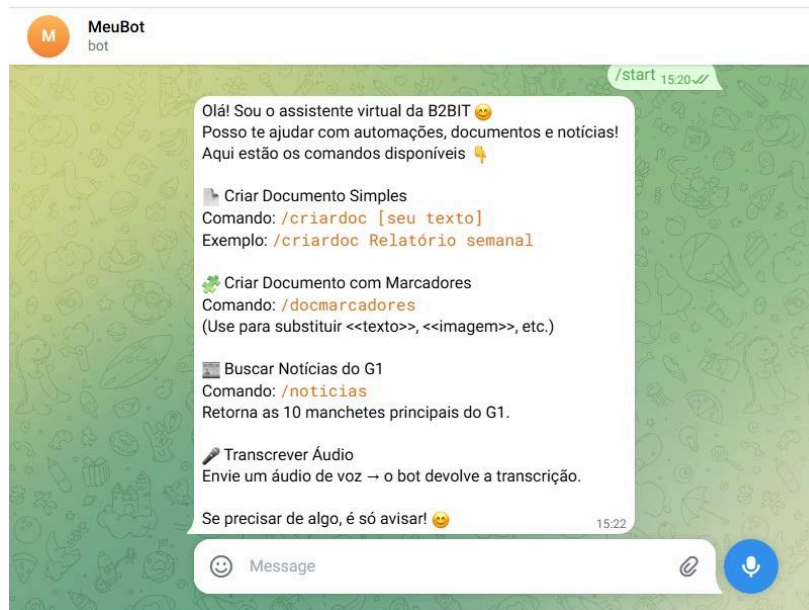 M
MeuBot
bot
/start 15:20
Olá! Sou o assistente virtual da B2BIT 😊
Posso te ajudar com automações, documentos e notícias!
Aqui estão os comandos disponíveis 👇
Criar Documento Simples
Comando: /criardoc [seu texto]
Exemplo: /criardoc Relatório semanal
🧩 Criar Documento com Marcadores
Comando: /docmarcadores
(Use para substituir <<texto>>, <<imagem>>, etc.)
📰 Buscar Notícias do G1
Comando: /noticias
Retorna as 10 manchetes principais do G1.
🎤 Transcrever Áudio
Envie um áudio de voz → o bot devolve a transcrição.
Se precisar de algo, é só avisar! 😊
15:22
Message